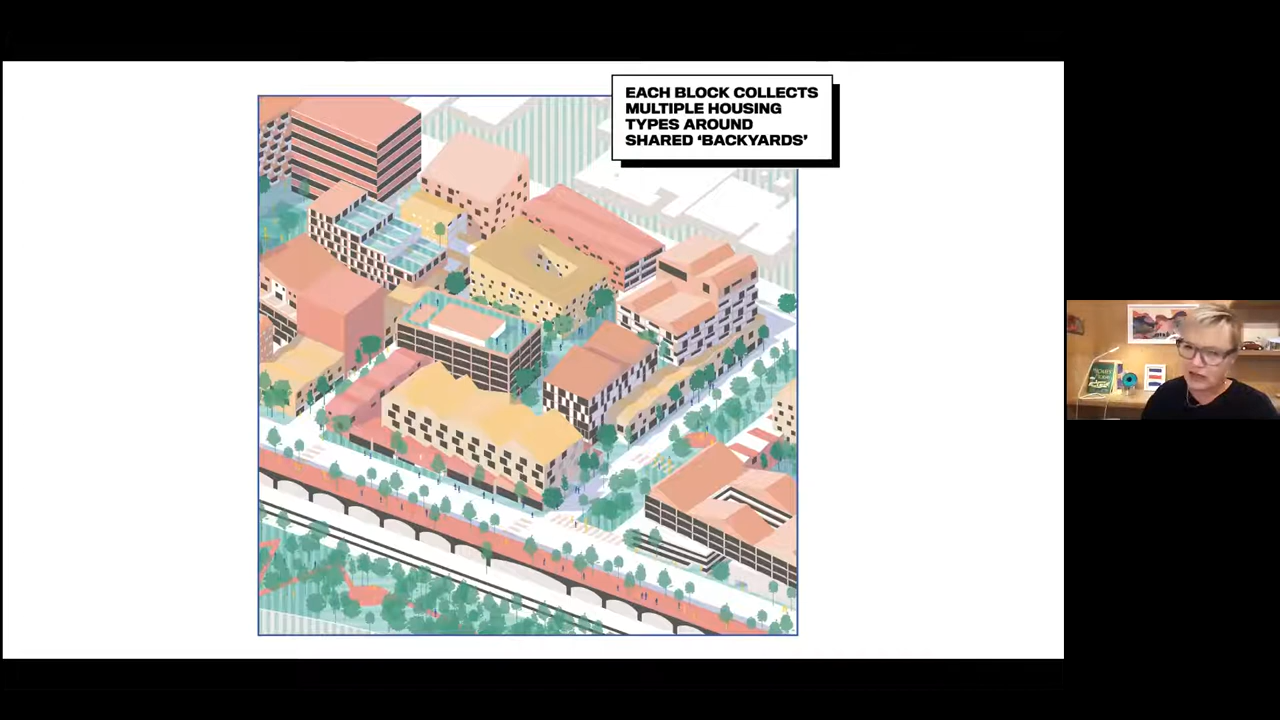 EACH BLOCK COLLECTS
MULTIPLE HOUSING
TYPES AROUND
SHARED ‘BACKYARDS’